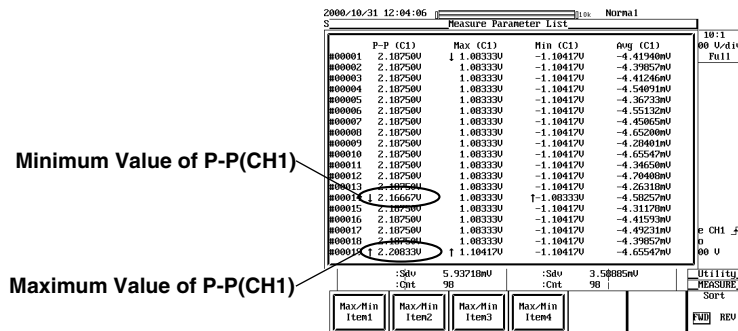 2000/10/31 12:04:06 10k Normal
S Measure Parameter List
10:1
P-P (C1) Max (C1) Min (C1) Avg (C1) 00 V/div
#00001 2.18750V ↓ 1.08333V -1.10417V -4.41940mV Full
#00002 2.18750V 1.08333V -1.10417V -4.39857mV
#00003 2.18750V 1.08333V -1.10417V -4.41246mV
#00004 2.18750V 1.08333V -1.10417V -4.54091mV
#00005 2.18750V 1.08333V -1.10417V -4.36733mV
#00006 2.18750V 1.08333V -1.10417V -4.55132mV
#00007 2.18750V 1.08333V -1.10417V -4.45065mV
#00008 2.18750V 1.08333V -1.10417V -4.65200mV
#00009 2.18750V 1.08333V -1.10417V -4.28401mV
#00010 2.18750V 1.08333V -1.10417V -4.65547mV
#00011 2.18750V 1.08333V -1.10417V -4.34650mV
#00012 2.18750V 1.08333V -1.10417V -4.70408mV
#00013 2.18750V 1.08333V -1.10417V -4.26318mV
#00014 ↓ 2.16667V 1.08333V ↑-1.08333V -4.58257mV
#00015 2.18750V 1.08333V -1.10417V -4.31178mV
#00016 2.18750V 1.08333V -1.10417V -4.41593mV
#00017 2.18750V 1.08333V -1.10417V -4.49231mV e CH1
#00018 2.18750V 1.08333V -1.10417V -4.39857mV o
#00019 ↑ 2.20833V ↑ 1.10417V -1.10417V -4.65547mV 00 V
Minimum Value of P-P(CH1)
Maximum Value of P-P(CH1)
:Sdv 5.93718mV :Sdv 3.58885mV Utility
:Cnt 98 :Cnt 98 MEASURE
Max/Min Item1 Max/Min Item2 Max/Min Item3 Max/Min Item4 Sort
FWD REV